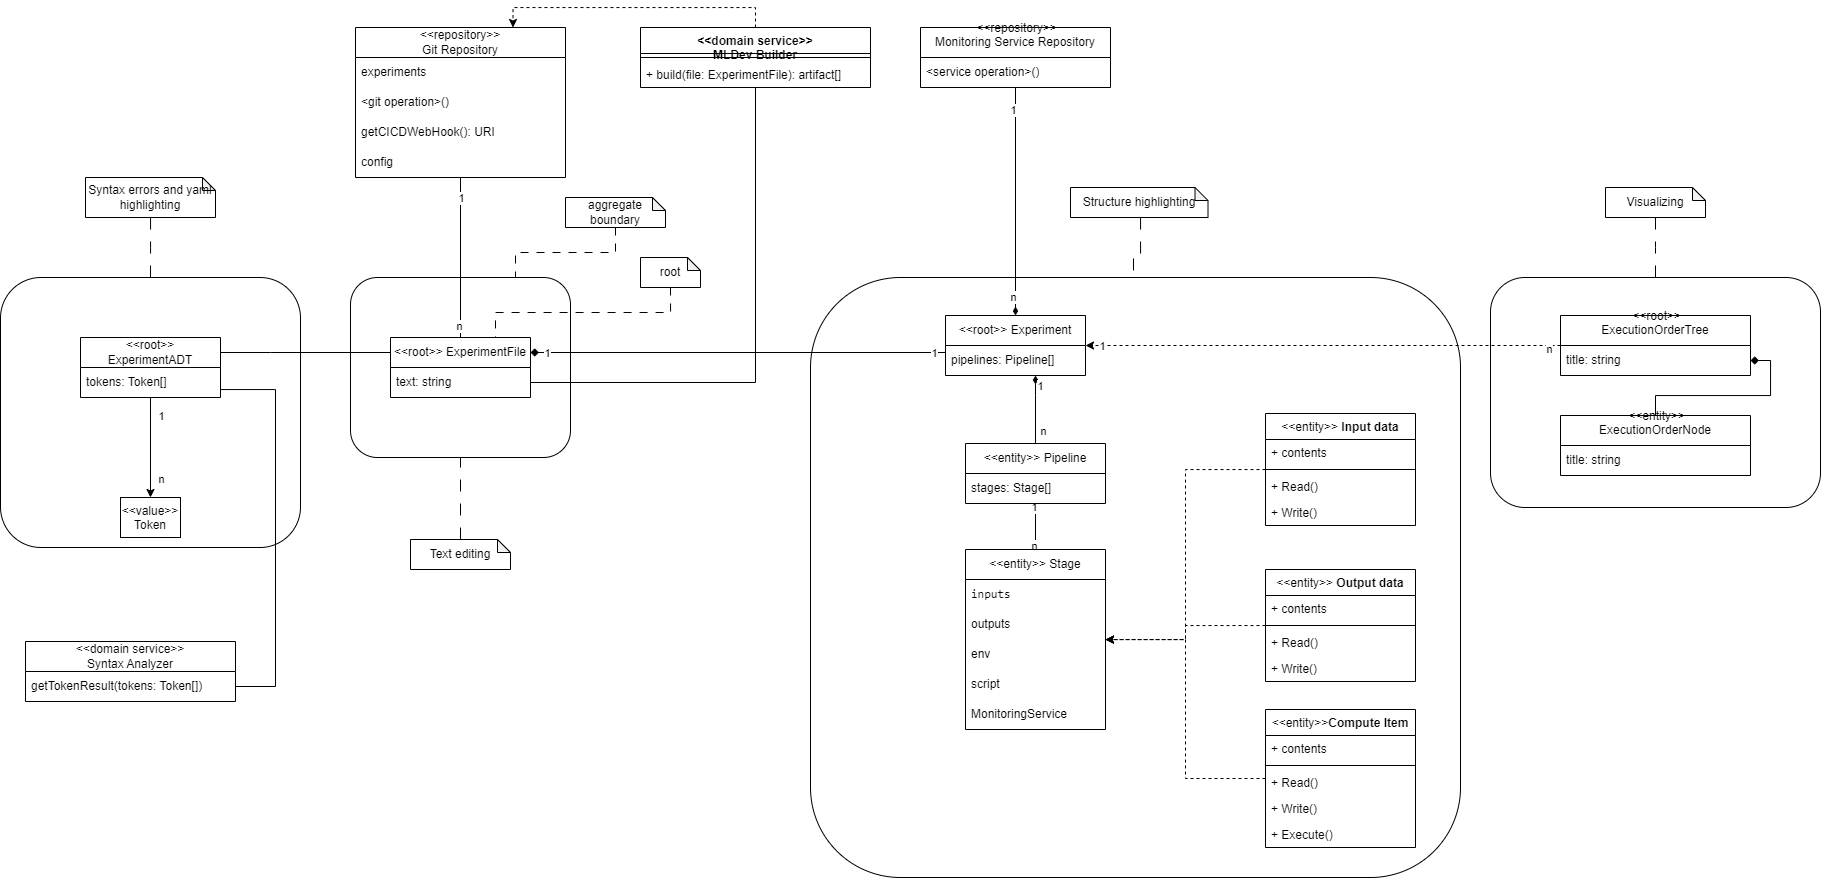 <<repository>>
Git Repository
experiments
<git operation>()
getCICDWebHook(): URI
config
<<domain service>>
MLDev Builder
+ build(file: ExperimentFile): artifact[]
<<repository>>
Monitoring Service Repository
<service operation>()
1
1
Syntax errors and yaml
highlighting
aggregate
boundary
root
Structure highlighting
Visualizing
<<root>>
ExperimentADT
tokens: Token[]
1
n
<<value>>
Token
n
<<root>> ExperimentFile
text: string
1
1
Text editing
n
<<root>> Experiment
pipelines: Pipeline[]
1
n
1
n
<<entity>> Pipeline
stages: Stage[]
1
n
<<entity>> Stage
inputs
outputs
env
script
MonitoringService
<<entity>> Input data
+ contents
+ Read()
+ Write()
<<entity>> Output data
+ contents
+ Read()
+ Write()
<<entity>>Compute Item
+ contents
+ Read()
+ Write()
+ Execute()
<<root>>
ExecutionOrderTree
title: string
<<entity>>
ExecutionOrderNode
title: string
<<domain service>>
Syntax Analyzer
getTokenResult(tokens: Token[])